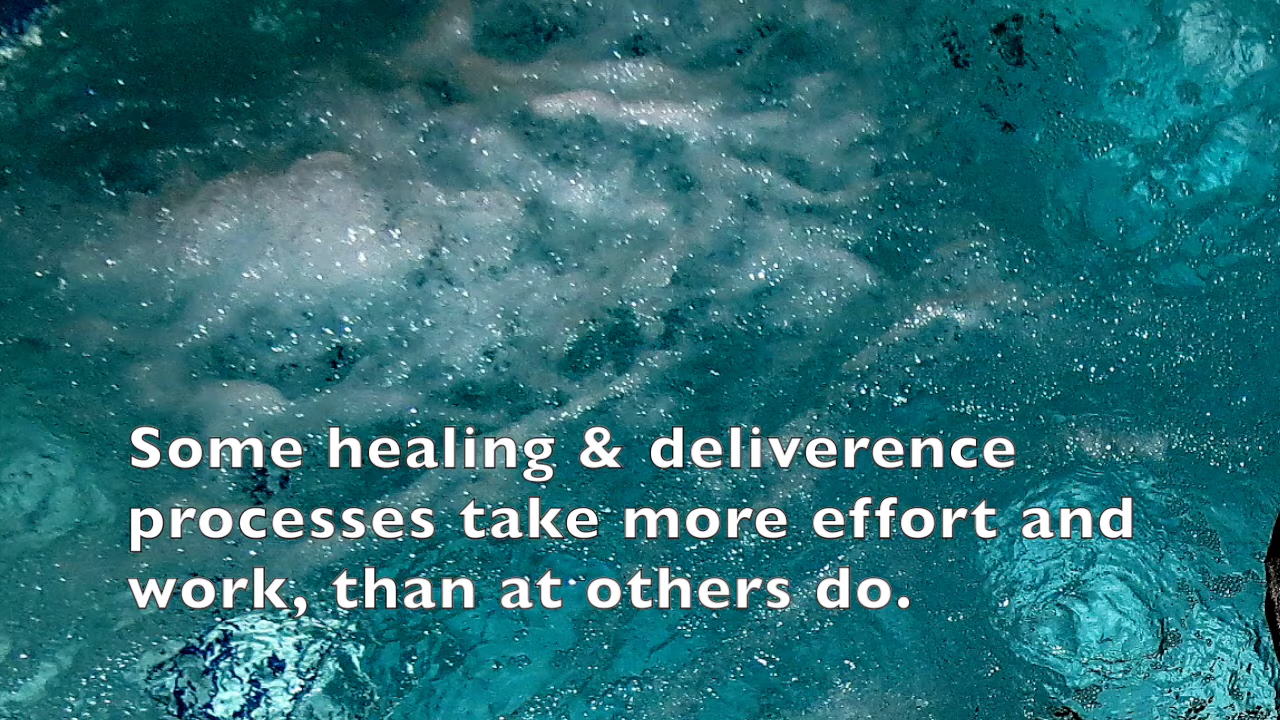 Some healing & deliverence
processes take more effort and
work, than at others do.